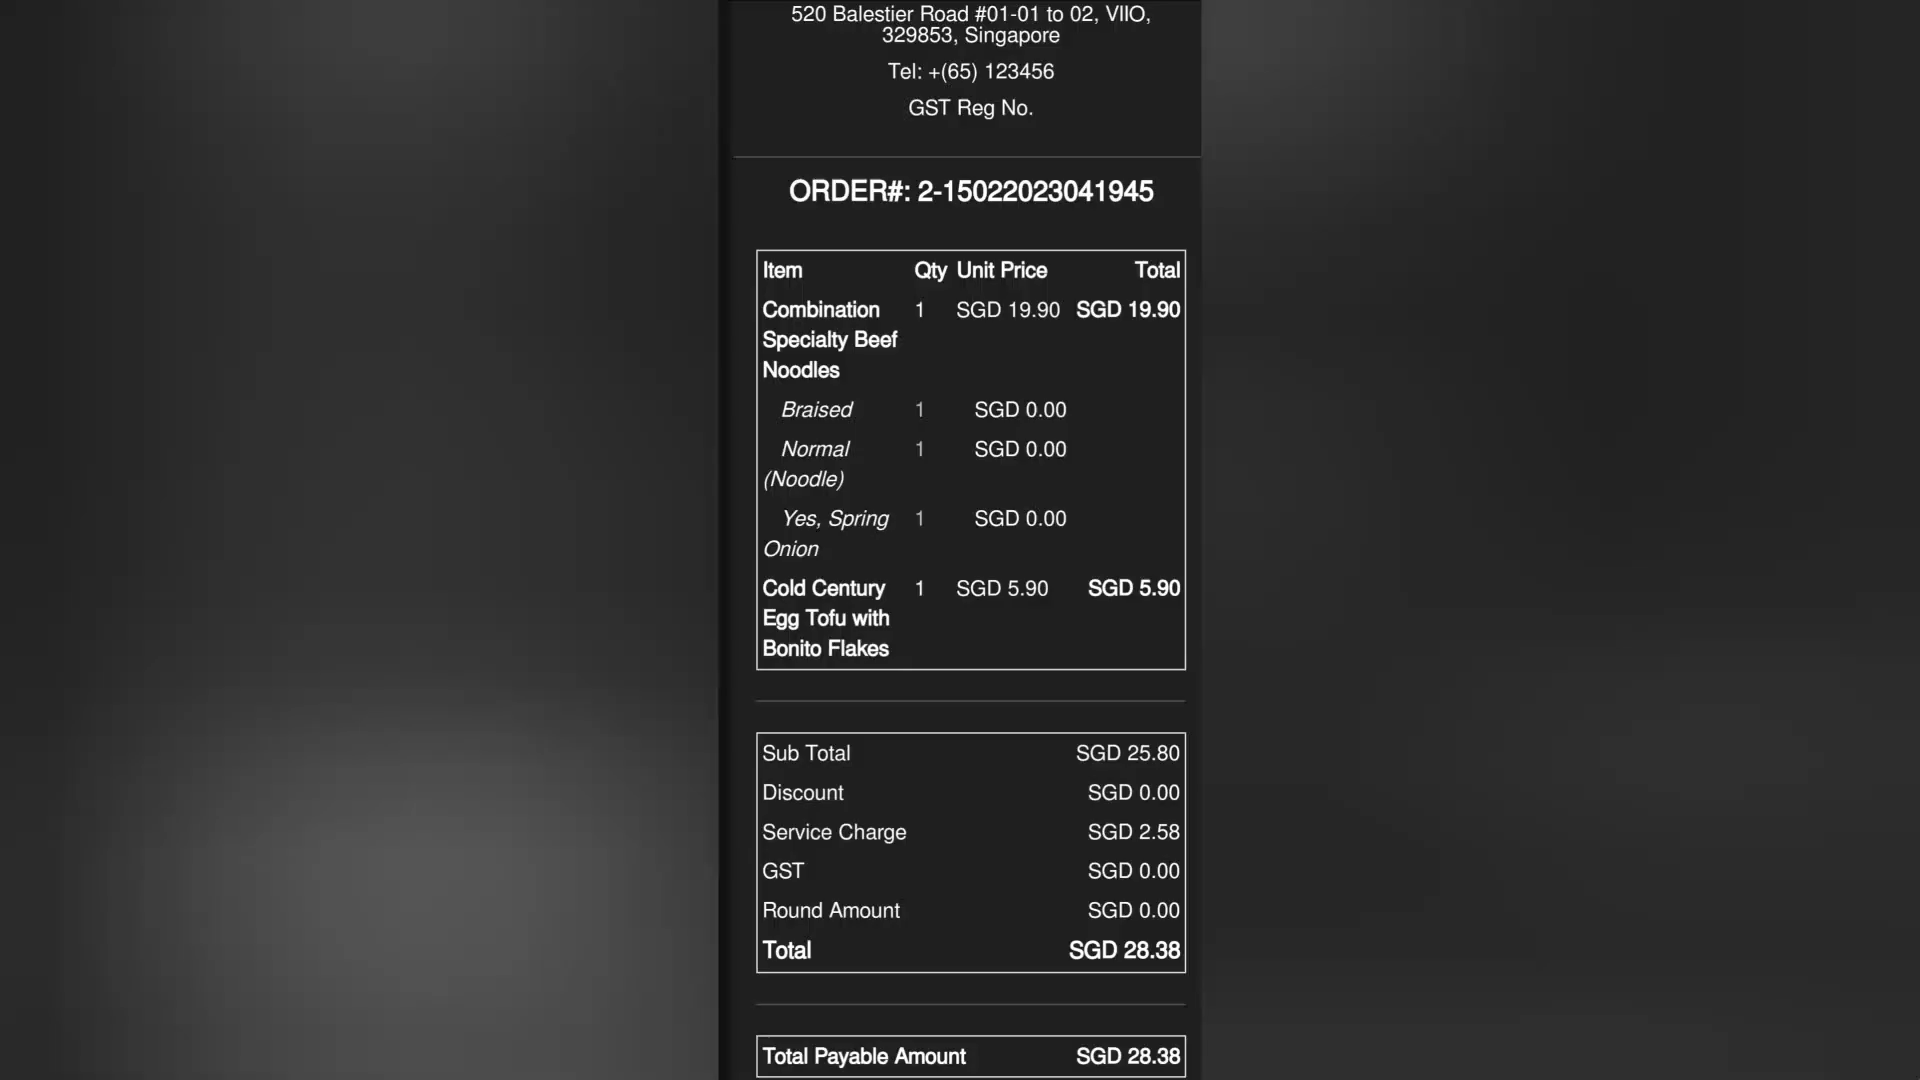 520 Balestier Road #01-01 to 02, VIIO,
329853, Singapore
Tel: +(65) 123456
GST Reg No.
ORDER#: 2-15022023041945
Item Qty Unit Price Total
Combination 1 SGD 19.90 SGD 19.90
Specialty Beef
Noodles
Braised 1 SGD 0.00
Normal 1 SGD 0.00
(Noodle)
Yes, Spring 1 SGD 0.00
Onion
Cold Century 1 SGD 5.90 SGD 5.90
Egg Tofu with
Bonito Flakes
Sub Total SGD 25.80
Discount SGD 0.00
Service Charge SGD 2.58
GST SGD 0.00
Round Amount SGD 0.00
Total SGD 28.38
Total Payable Amount SGD 28.38